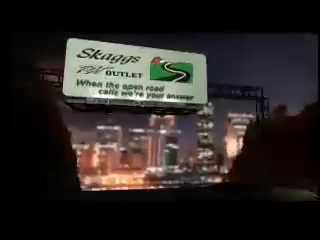 Skaggs
RV OUTLET
When the open road
calls we're your answer